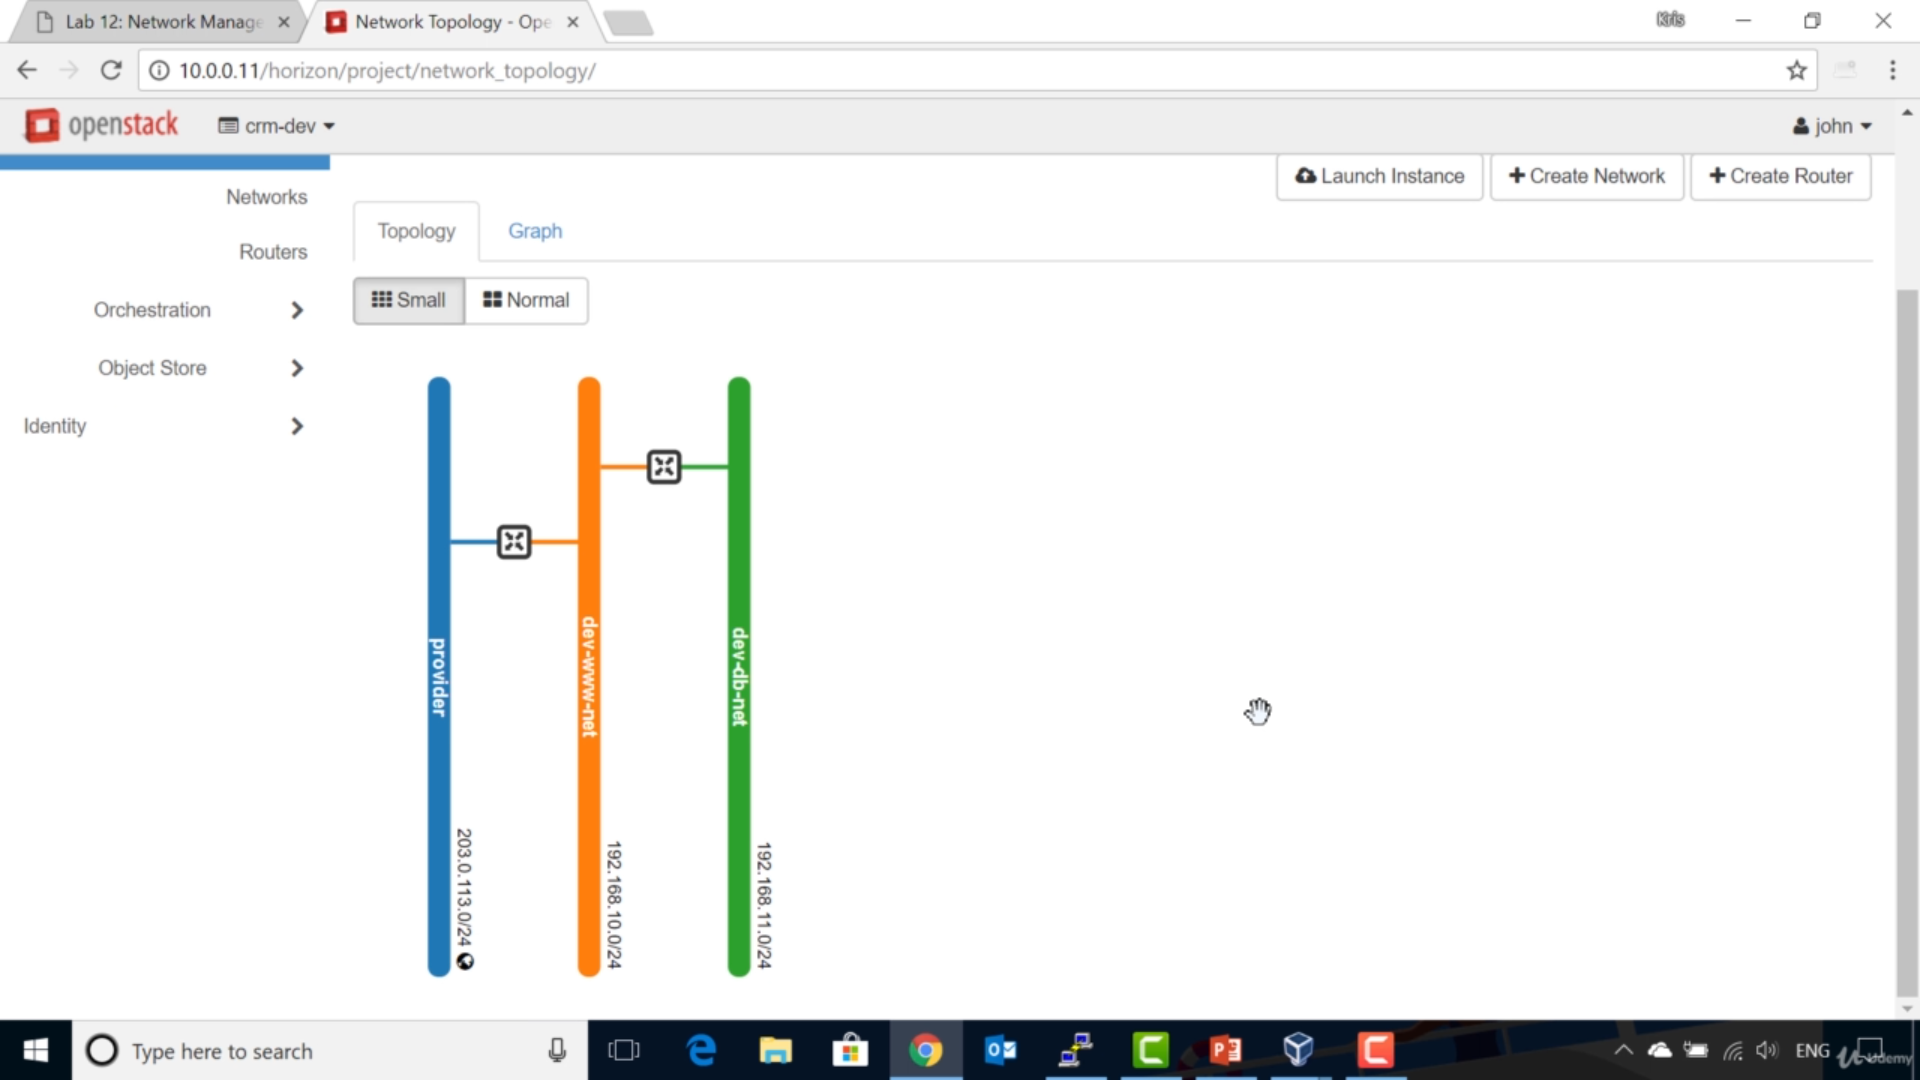 Lab 12: Network Manage
Network Topology - Ope
Kris
10.0.0.11/horizon/project/network_topology/
openstack
crm-dev
john
Launch Instance
Create Network
Create Router
Networks
Routers
Orchestration
Object Store
Identity
Topology
Graph
Small
Normal
provider
203.0.113.0/24
dev-www-net
192.168.10.0/24
dev-db-net
192.168.11.0/24
Type here to search
ENG
Udemy